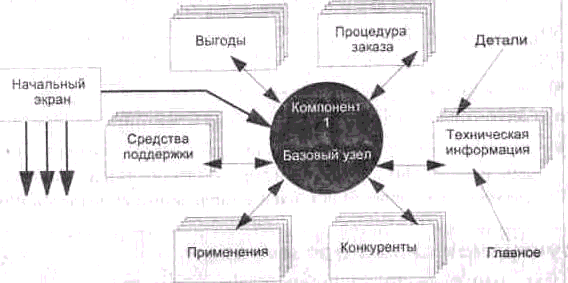 Выгоды
Процедура
заказа
Детали
Начальный
экран
Компонент
1
Базовый узел
Средства
поддержки
Техническая
информация
Применения
Конкуренты
Главное